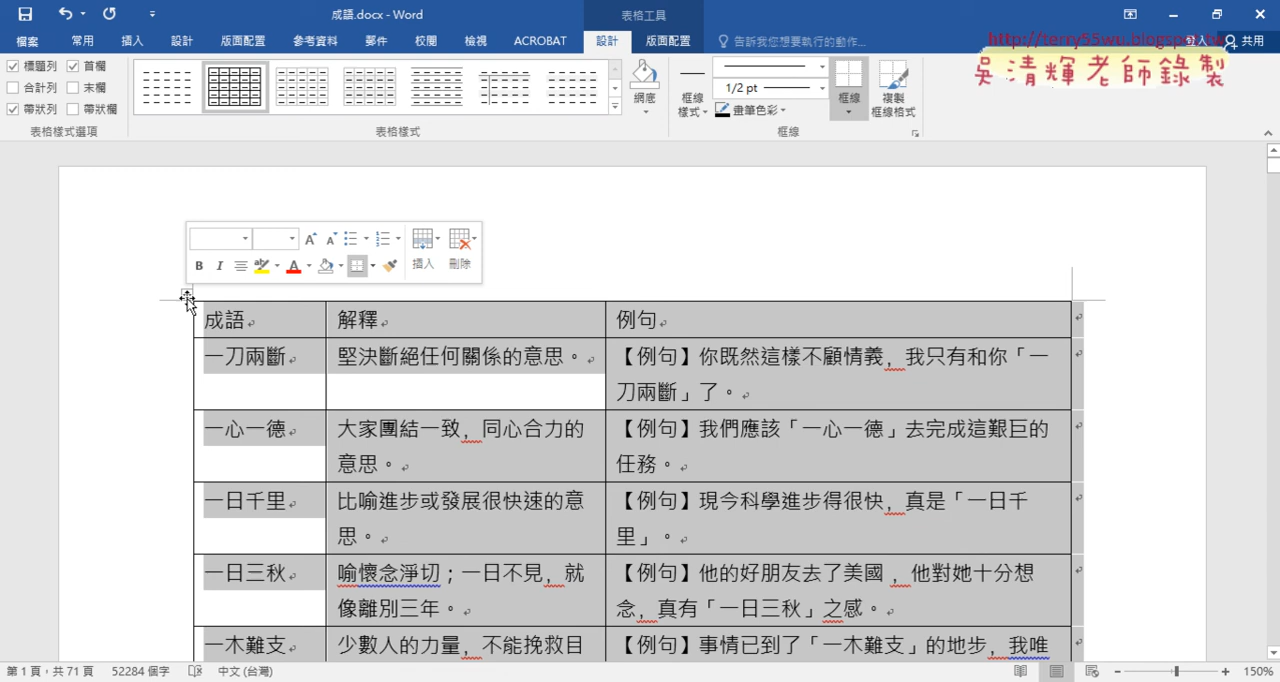 成語.docx - Word
表格工具
檔案 常用 插入 設計 版面配置 參考資料 郵件 校閱 檢視 ACROBAT 設計 版面配置 告訴我您想要執行的動作... 登入 共用
http://terry55wu.blogspot.tw
吳清輝老師錄製
標題列 首欄
合計列 末欄
帶狀列 帶狀欄
表格樣式選項
表格樣式
網底
框線樣式
1/2 pt
畫筆色彩
框線
複製框線格式
框線
B I A
插入 刪除
成語 解釋 例句
一刀兩斷 堅決斷絕任何關係的意思。 【例句】你既然這樣不顧情義，我只有和你「一
刀兩斷」了。
一心一德 大家團結一致，同心合力的 【例句】我們應該「一心一德」去完成這艱巨的
意思。 任務。
一日千里 比喻進步或發展很快速的意 【例句】現今科學進步得很快，真是「一日千
思。 里」。
一日三秋 喻懷念淨切；一日不見，就 【例句】他的好朋友去了美國，他對她十分想
像離別三年。 念，真有「一日三秋」之感。
一木難支 少數人的力量，不能挽救目 【例句】事情已到了「一木難支」的地步，我唯
第 1 頁，共 71 頁 52284 個字 中文 (台灣) 150%